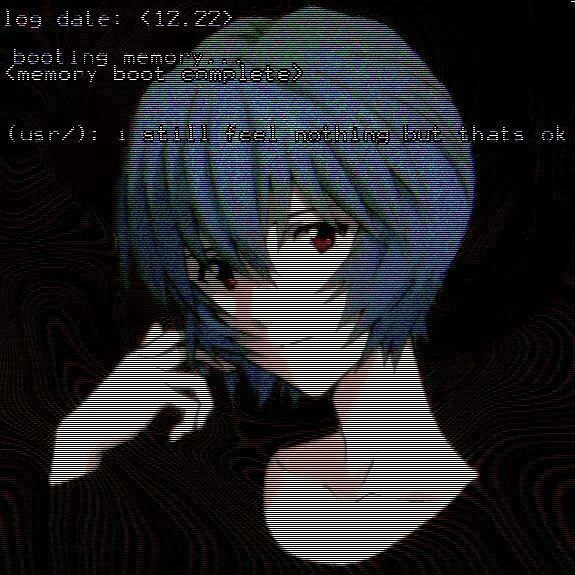 log date: <12.22>
booting memory...
<memory boot complete>
(usr/): i still feel nothing but thats ok